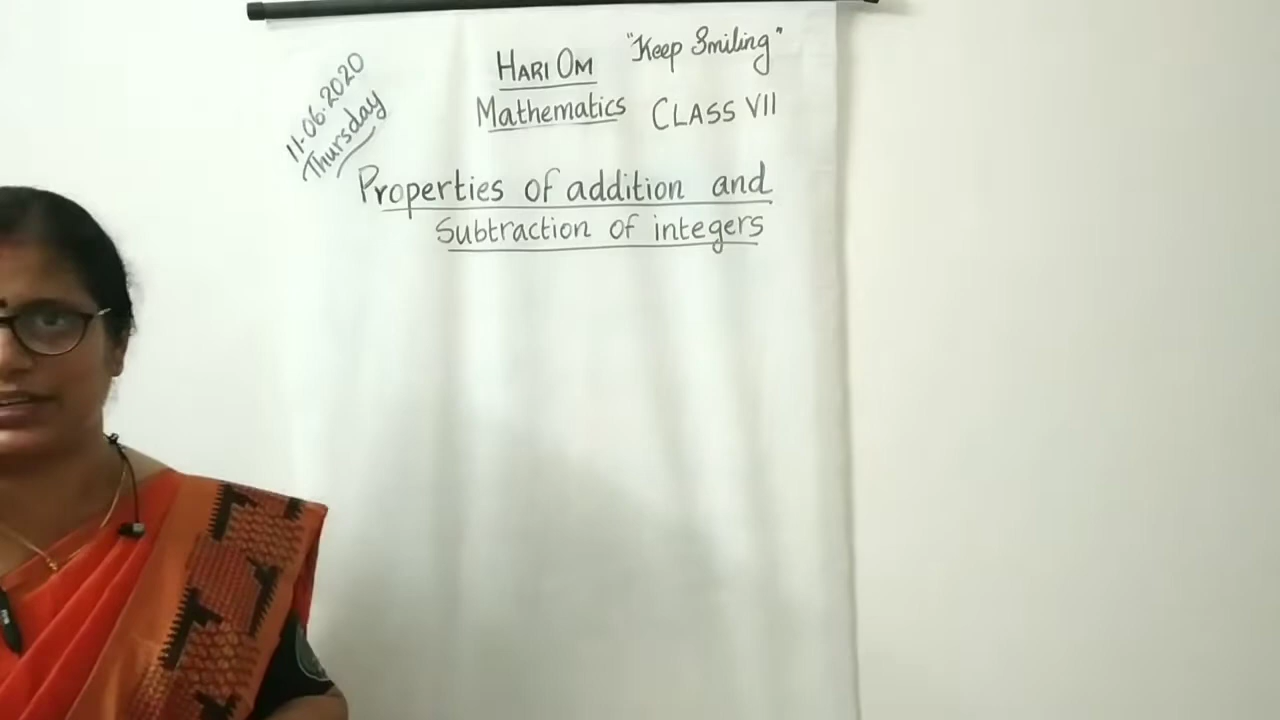 11-06-2020
Thursday
HARI OM "Keep Smiling"
Mathematics CLASS VII
Properties of addition and
Subtraction of integers